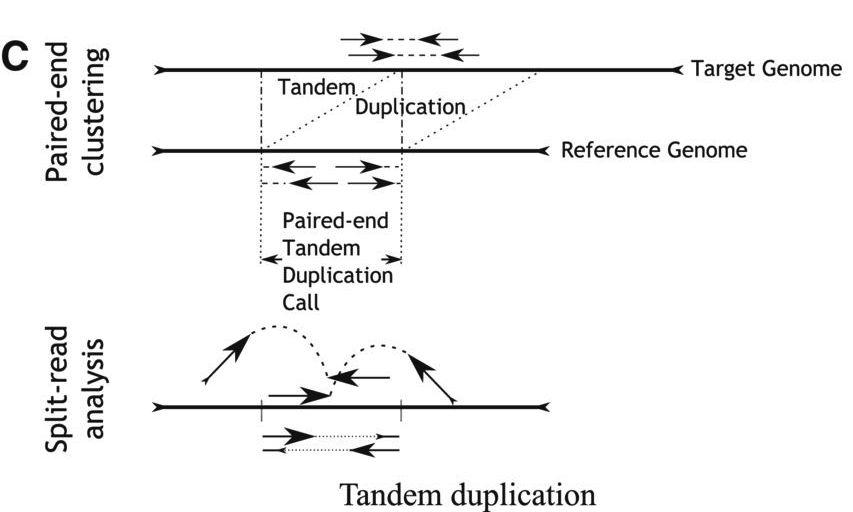 C
Paired-end
clustering
Target Genome
Tandem
Duplication
Reference Genome
Paired-end
Tandem
Duplication
Call
Split-read
analysis
Tandem duplication